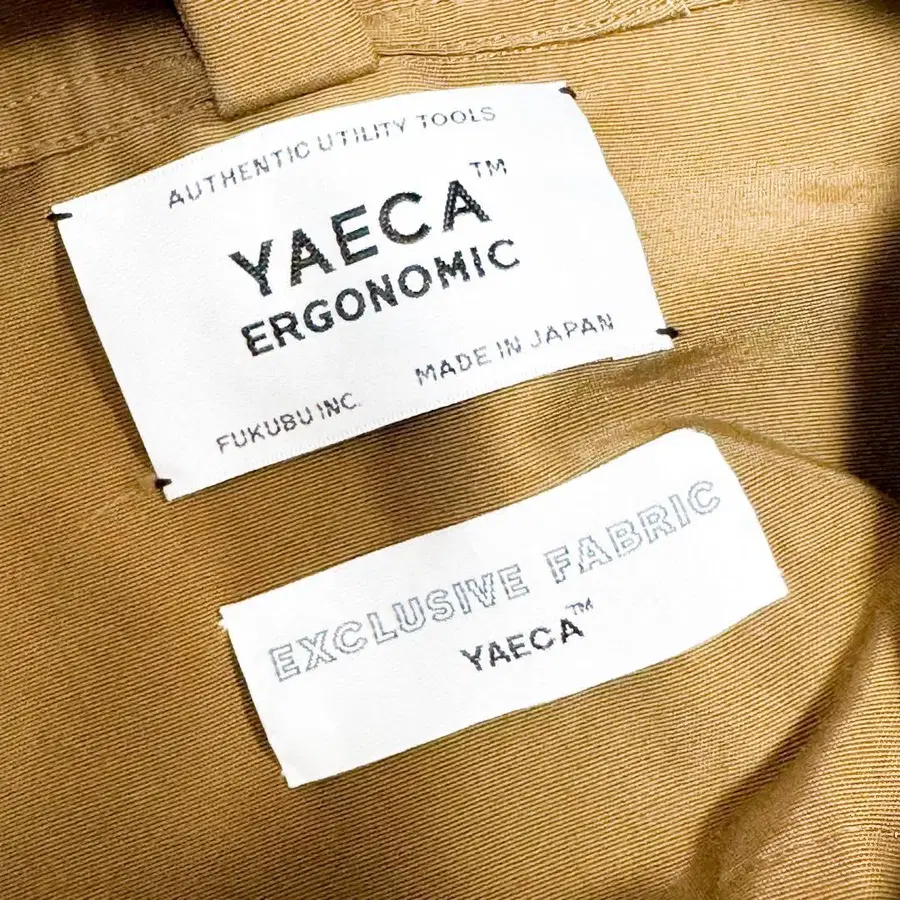 AUTHENTIC UTILITY TOOLS
YAECA™
ERGONOMIC
FUKUBU INC. MADE IN JAPAN
EXCLUSIVE FABRIC
YAECA™